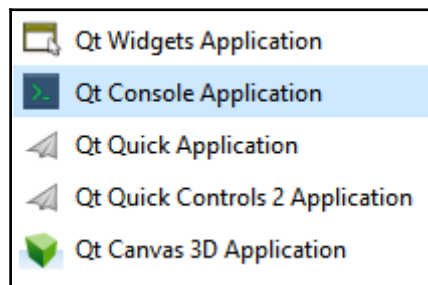 Qt Widgets Application
Qt Console Application
Qt Quick Application
Qt Quick Controls 2 Application
Qt Canvas 3D Application